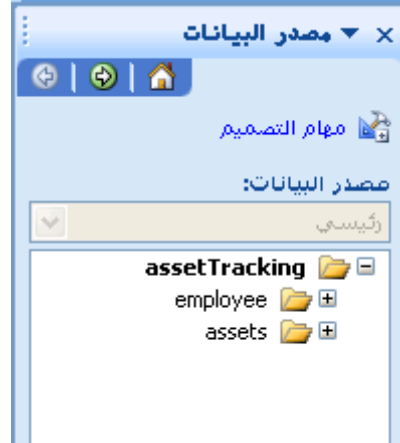 مصدر البيانات
مهام التصميم
مصدر البيانات:
رئيسي
assetTracking
employee
assets